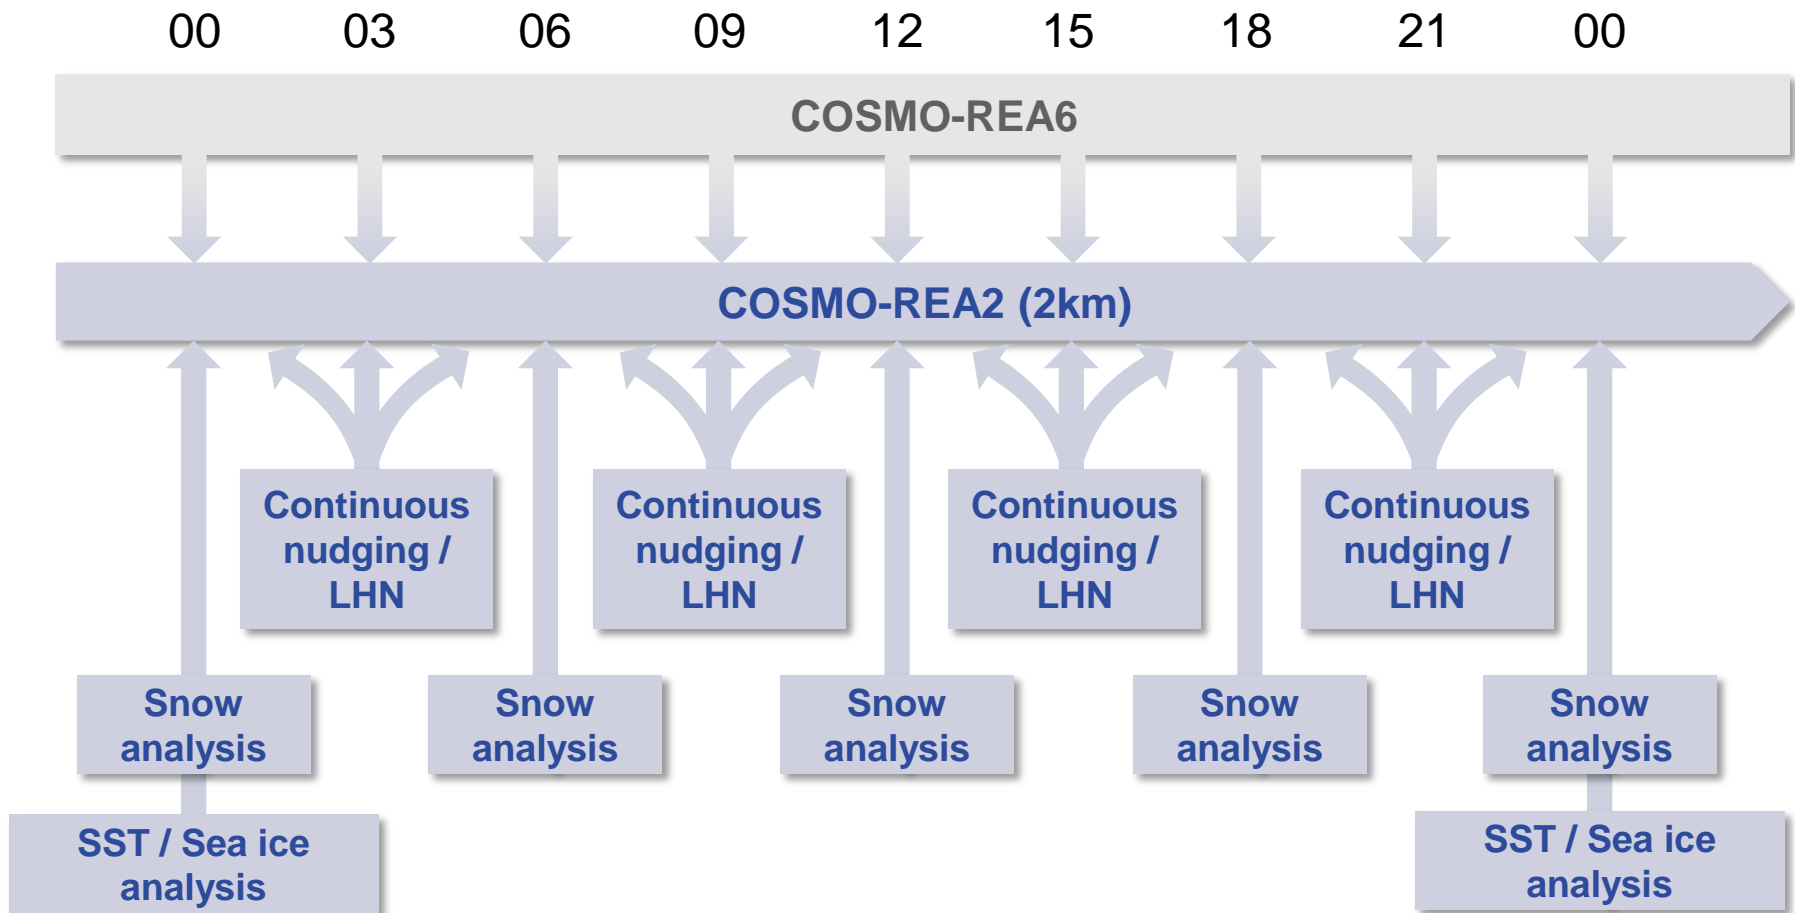 00 03 06 09 12 15 18 21 00
COSMO-REA6
COSMO-REA2 (2km)
Continuous
nudging /
LHN
Continuous
nudging /
LHN
Continuous
nudging /
LHN
Continuous
nudging /
LHN
Snow
analysis
Snow
analysis
Snow
analysis
Snow
analysis
Snow
analysis
SST / Sea ice
analysis
SST / Sea ice
analysis